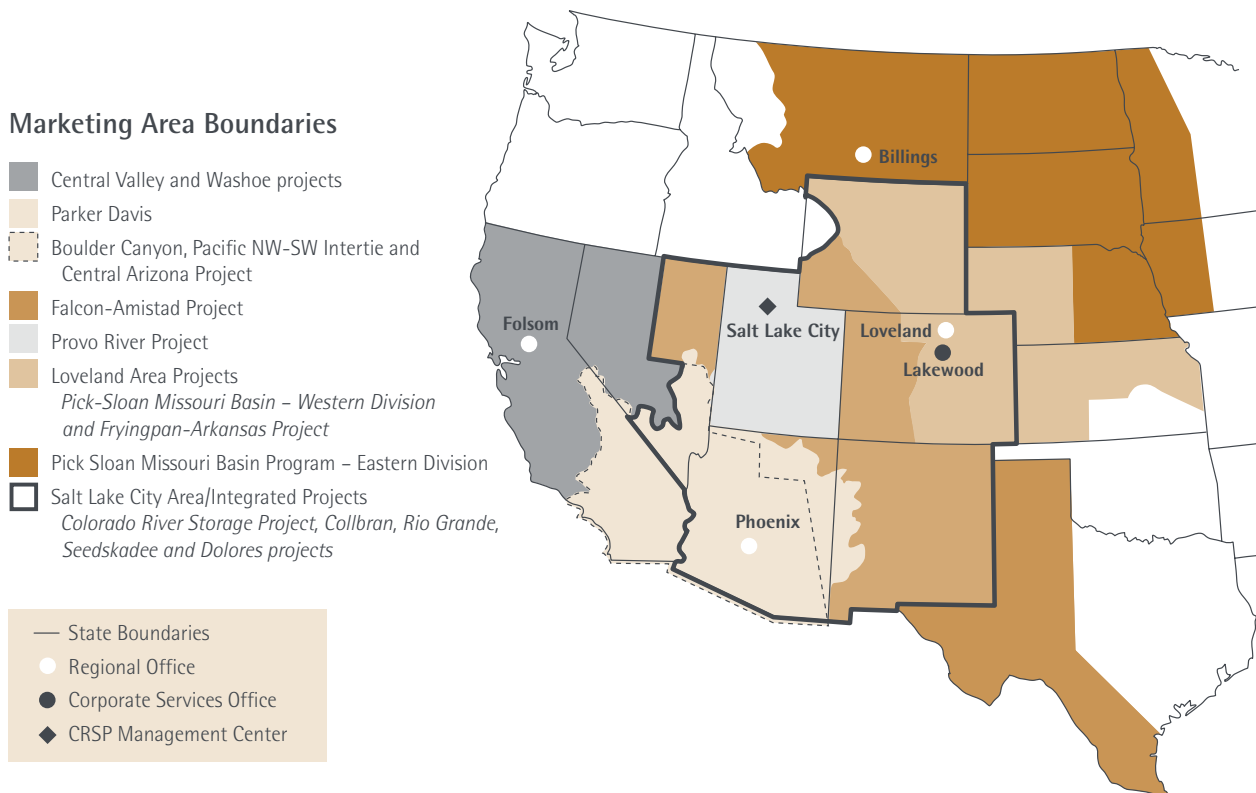 Marketing Area Boundaries
Central Valley and Washoe projects
Parker Davis
Boulder Canyon, Pacific NW-SW Intertie and
Central Arizona Project
Falcon-Amistad Project
Provo River Project
Loveland Area Projects
Pick-Sloan Missouri Basin – Western Division
and Fryingpan-Arkansas Project
Pick Sloan Missouri Basin Program – Eastern Division
Salt Lake City Area/Integrated Projects
Colorado River Storage Project, Collbran, Rio Grande,
Seedskadee and Dolores projects
State Boundaries
Regional Office
Corporate Services Office
CRSP Management Center
Billings
Folsom
Salt Lake City
Loveland
Lakewood
Phoenix